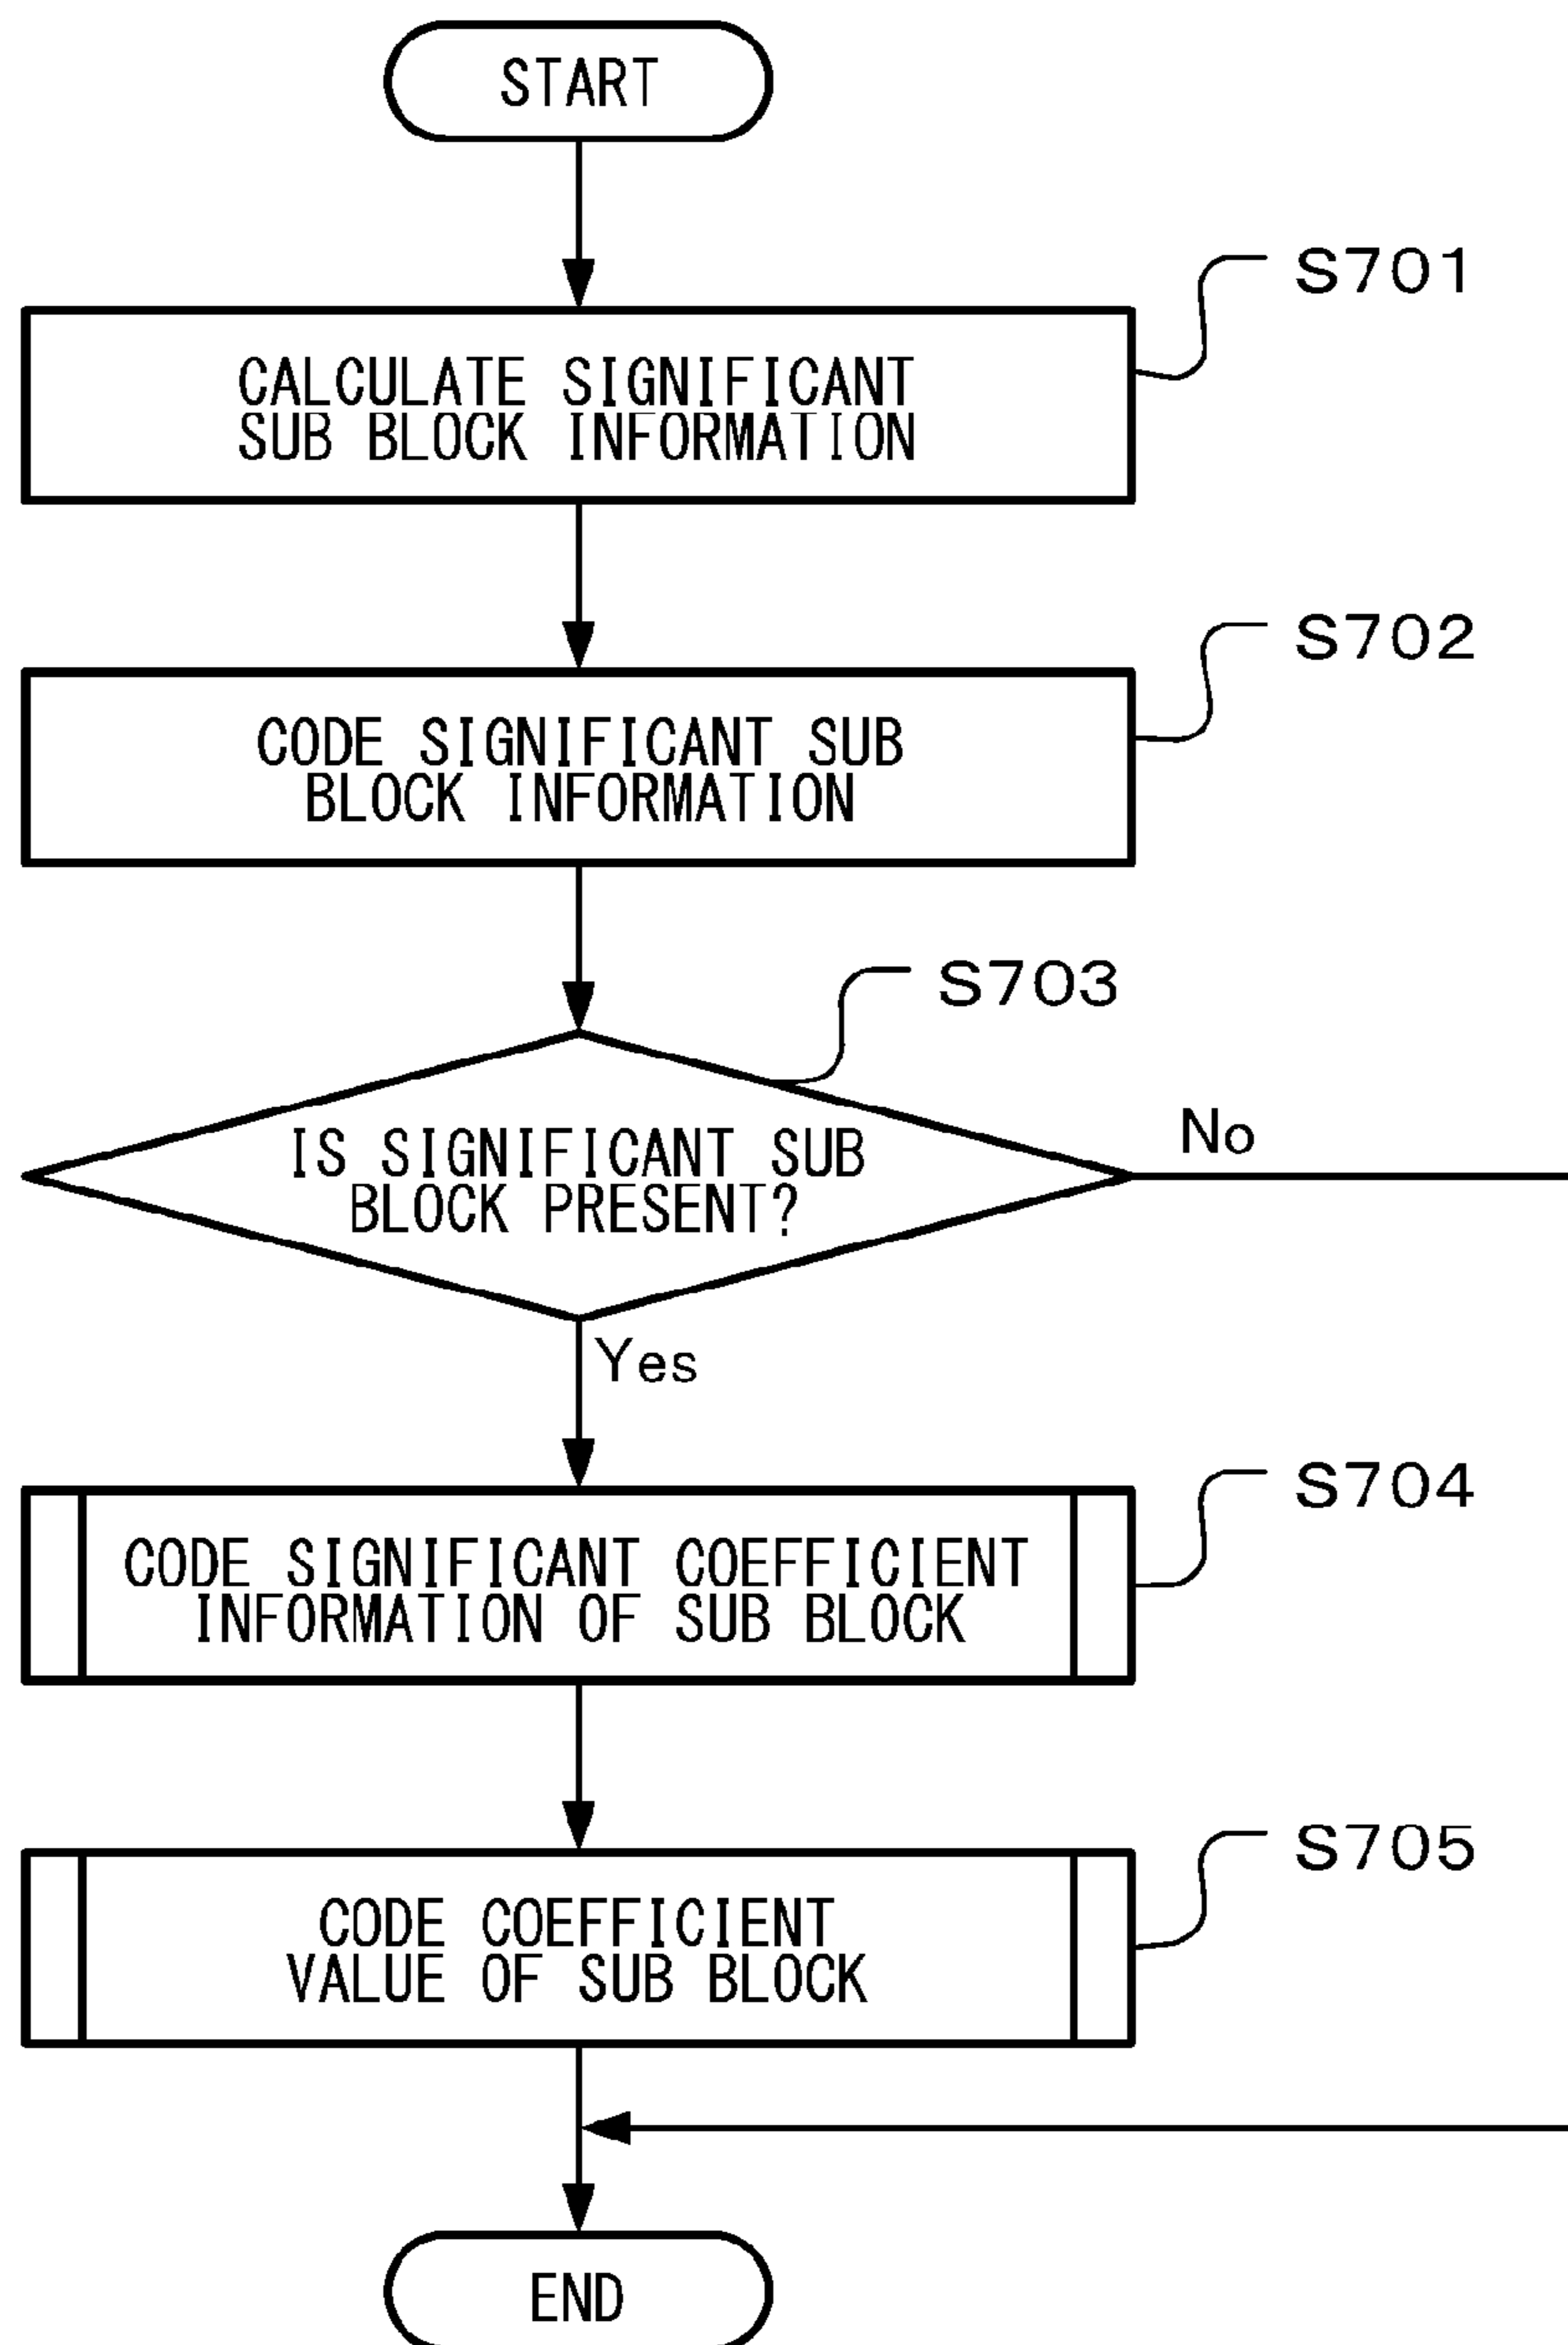 START
S701
CALCULATE SIGNIFICANT
SUB BLOCK INFORMATION
S702
CODE SIGNIFICANT SUB
BLOCK INFORMATION
S703
IS SIGNIFICANT SUB
BLOCK PRESENT?
No
Yes
S704
CODE SIGNIFICANT COEFFICIENT
INFORMATION OF SUB BLOCK
S705
CODE COEFFICIENT
VALUE OF SUB BLOCK
END